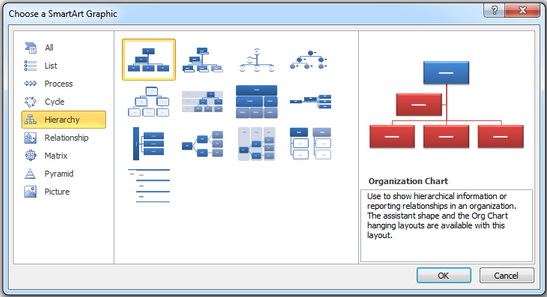 Choose a SmartArt Graphic
All
List
Process
Cycle
Hierarchy
Relationship
Matrix
Pyramid
Picture
Organization Chart
Use to show hierarchical information or
reporting relationships in an organization.
The assistant shape and the Org Chart
hanging layouts are available with this
layout.
OK
Cancel